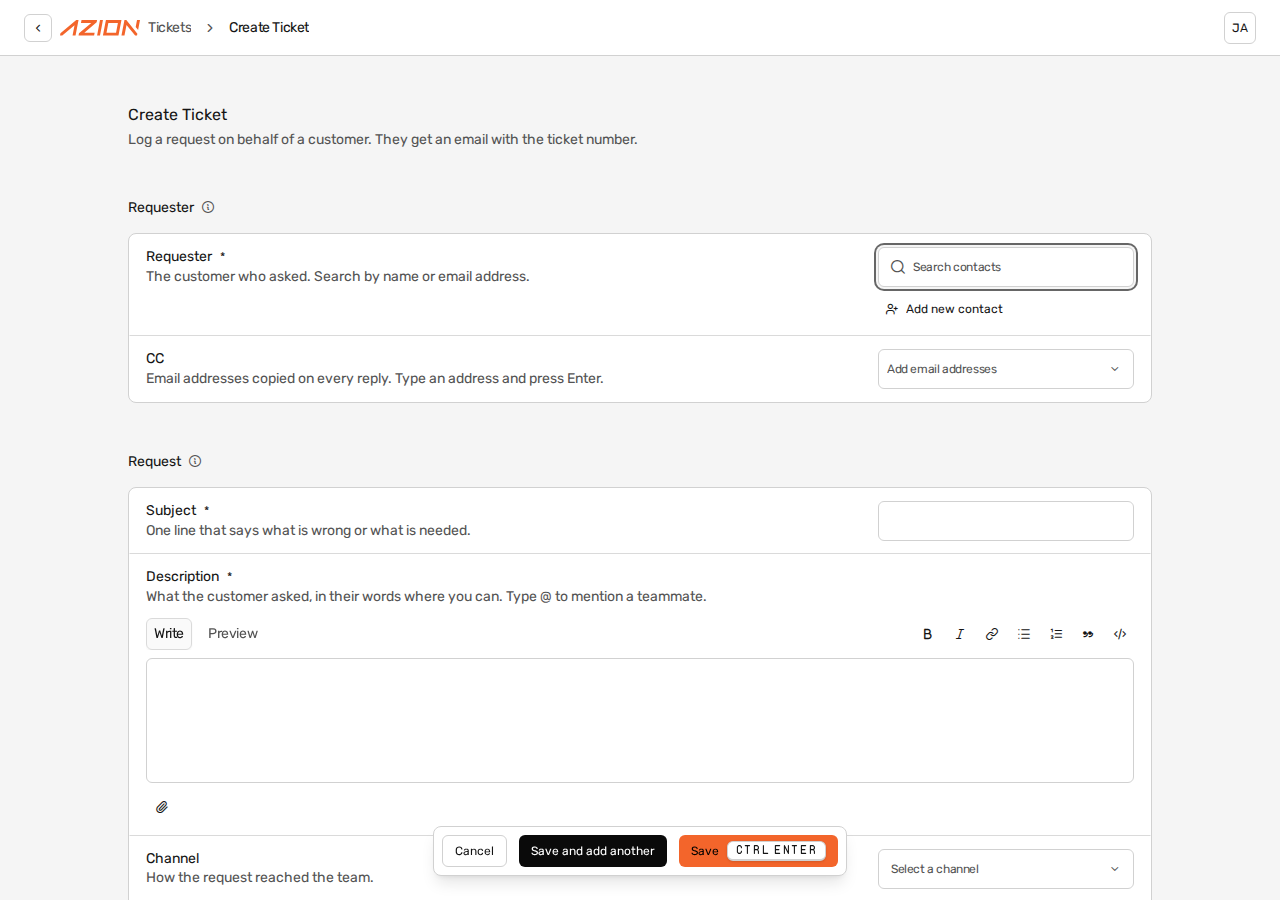 AZION Tickets Create Ticket JA
Create Ticket
Log a request on behalf of a customer. They get an email with the ticket number.
Requester
Requester *
The customer who asked. Search by name or email address.
Search contacts
Add new contact
CC
Email addresses copied on every reply. Type an address and press Enter.
Add email addresses
Request
Subject *
One line that says what is wrong or what is needed.
Description *
What the customer asked, in their words where you can. Type @ to mention a teammate.
Write Preview
Cancel Save and add another Save CTRL ENTER
Channel
How the request reached the team.
Select a channel